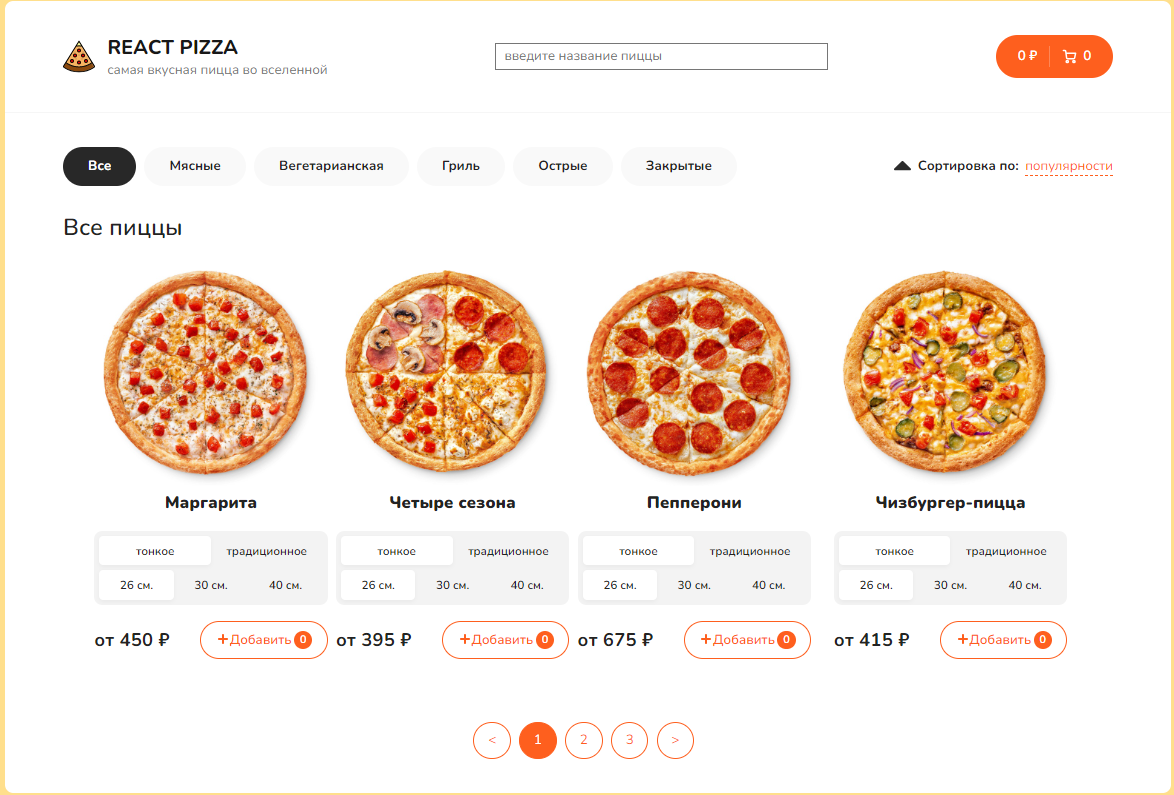 REACT PIZZA
самая вкусная пицца во вселенной
введите название пиццы
0 ₽ 0
Все Мясные Вегетарианская Гриль Острые Закрытые
Сортировка по: популярности
Все пиццы
Маргарита Четыре сезона Пепперони Чизбургер-пицца
тонкое традиционное тонкое традиционное тонкое традиционное тонкое традиционное
26 см. 30 см. 40 см. 26 см. 30 см. 40 см. 26 см. 30 см. 40 см. 26 см. 30 см. 40 см.
от 450 ₽ +Добавить 0 от 395 ₽ +Добавить 0 от 675 ₽ +Добавить 0 от 415 ₽ +Добавить 0
< 1 2 3 >